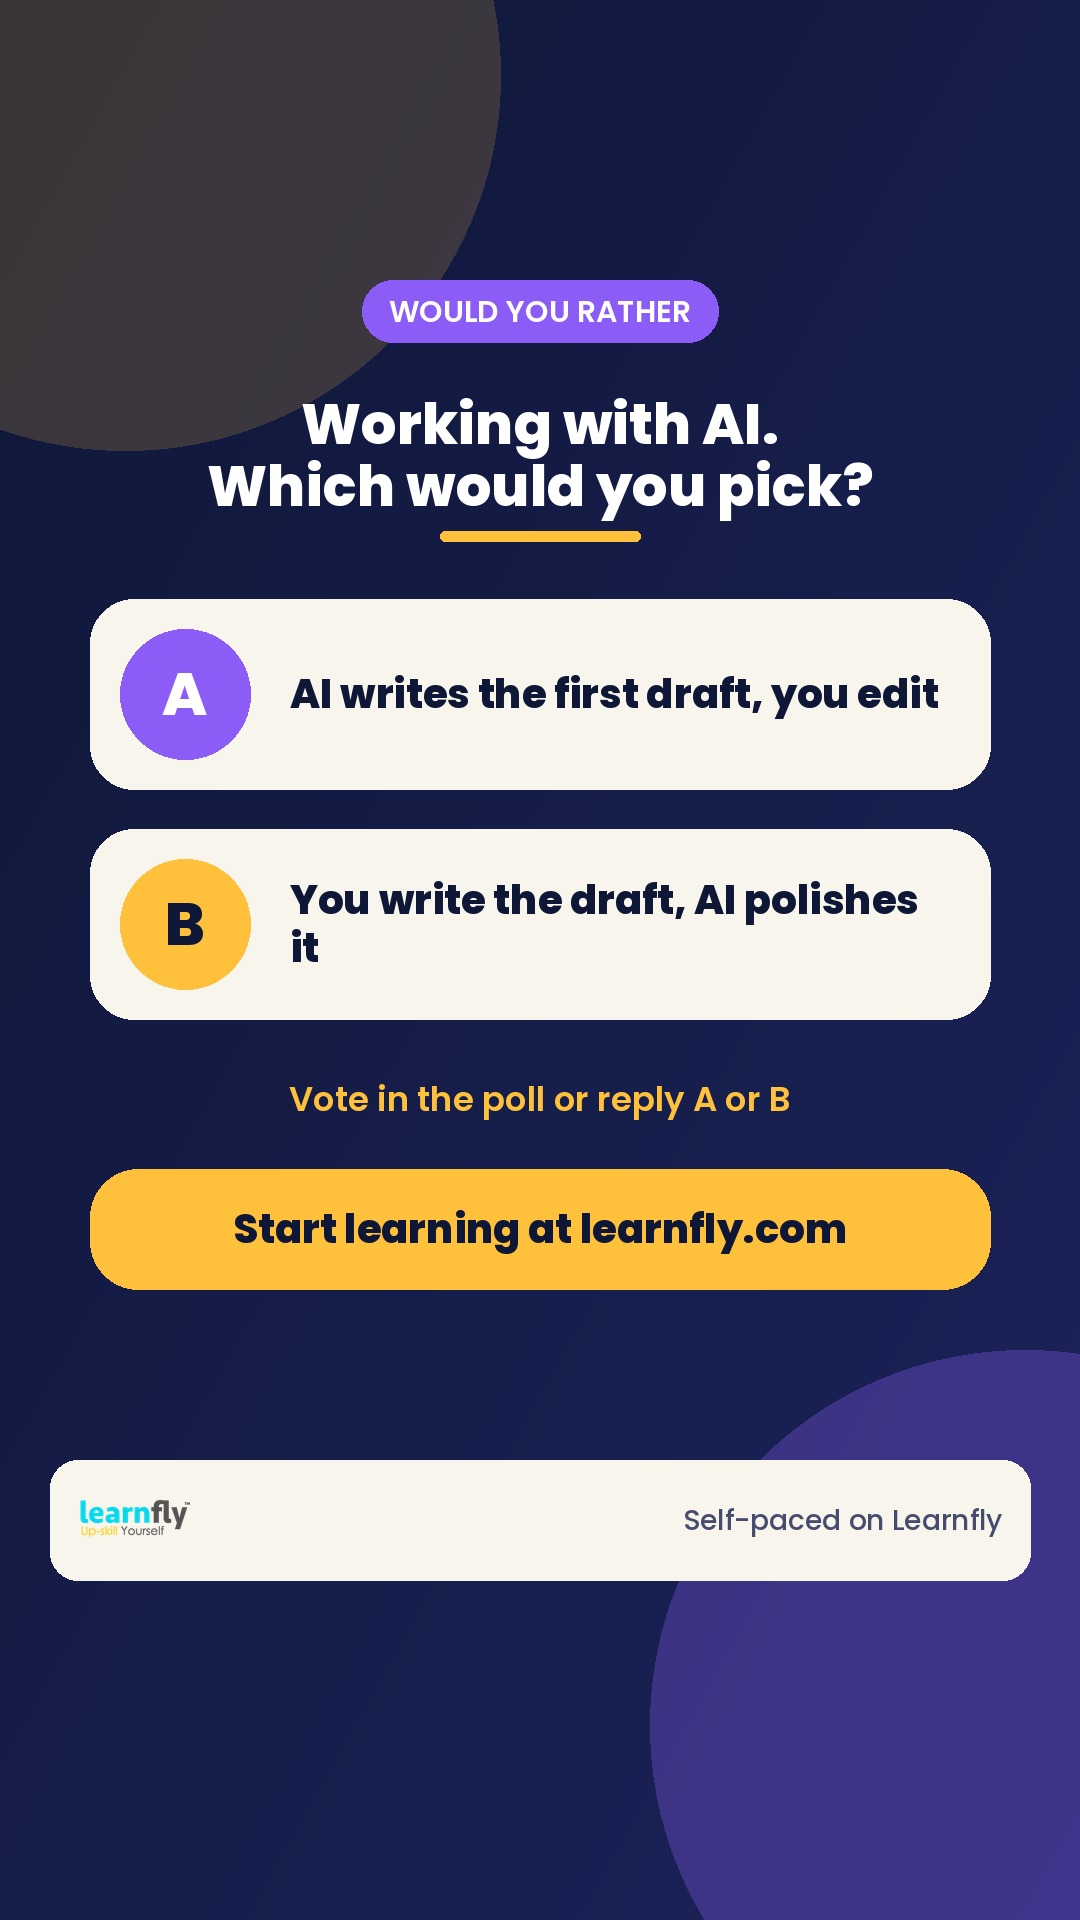 WOULD YOU RATHER
Working with AI.
Which would you pick?
A
AI writes the first draft, you edit
B
You write the draft, AI polishes
it
Vote in the poll or reply A or B
Start learning at learnfly.com
learnfly™
Up-skill Yourself
Self-paced on Learnfly